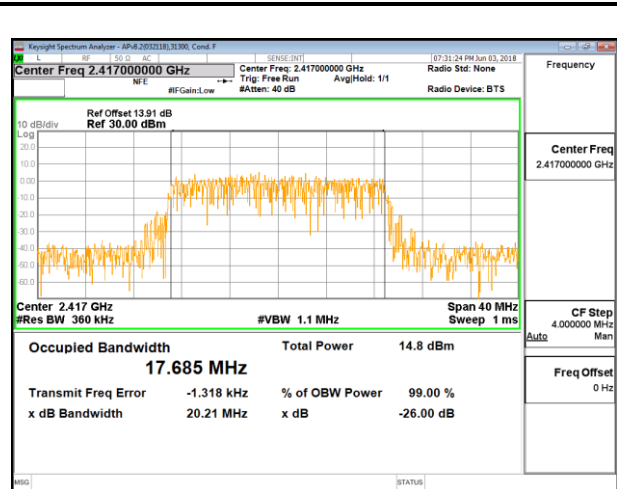 Keysight Spectrum Analyzer - APv8.2(032118),31300, Cond. F
L RF 50 Ω AC SENSE:INT 07:31:24 PM Jun 03, 2018
Center Freq 2.417000000 GHz
Center Freq: 2.417000000 GHz Radio Std: None
NFE Trig: Free Run Avg|Hold: 1/1
#IFGain:Low #Atten: 40 dB Radio Device: BTS
Frequency
Ref Offset 13.91 dB
10 dB/div Ref 30.00 dBm
Log
20.0
10.0
0.00
-10.0
-20.0
-30.0
-40.0
-50.0
-60.0
Center 2.417 GHz Span 40 MHz
#Res BW 360 kHz #VBW 1.1 MHz Sweep 1 ms
Occupied Bandwidth Total Power 14.8 dBm
17.685 MHz
Transmit Freq Error -1.318 kHz % of OBW Power 99.00 %
x dB Bandwidth 20.21 MHz x dB -26.00 dB
Center Freq
2.417000000 GHz
CF Step
4.000000 MHz
Auto Man
Freq Offset
0 Hz
MSG STATUS